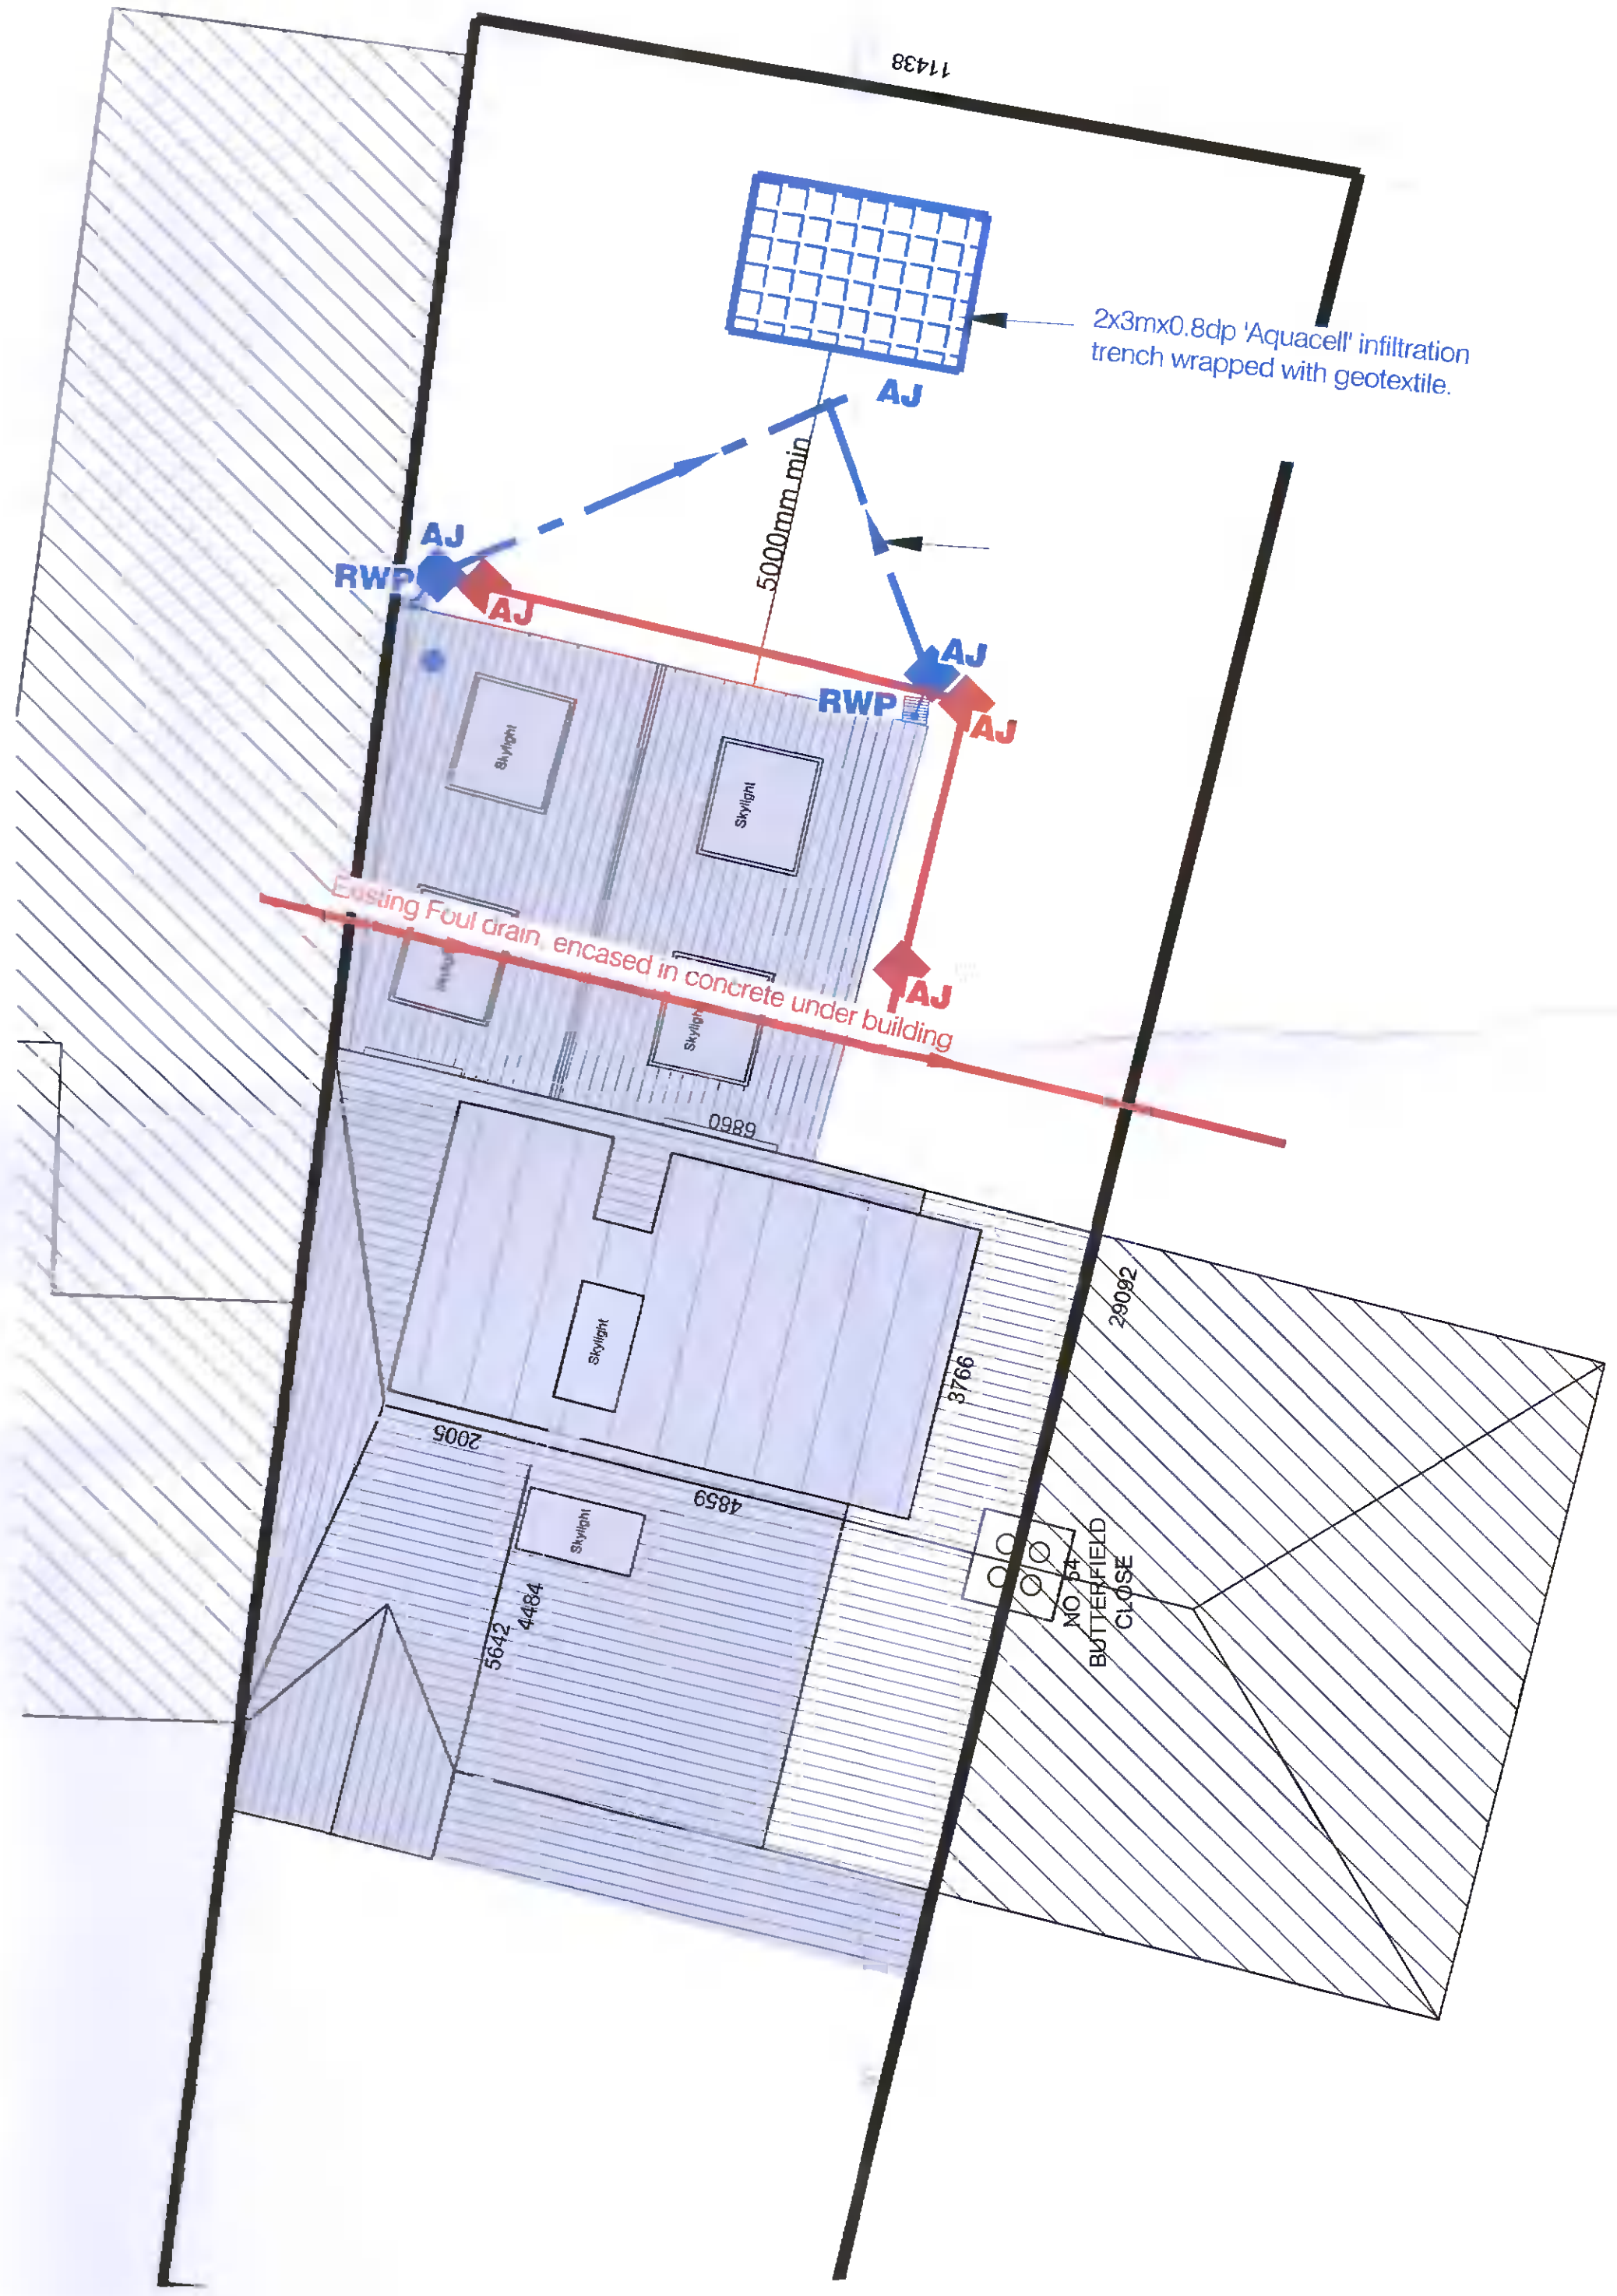 11438
2x3mx0.8dp 'Aquacell' infiltration
trench wrapped with geotextile.
AJ
5000mm min
AJ
RWP
AJ
AJ
RWP
AJ
Skylight
Skylight
Existing Foul drain, encased in concrete under building
AJ
Skylight
6860
29092
Skylight
3766
2005
4859
Skylight
4484
5642
NO. 54
BUTTERFIELD
CLOSE